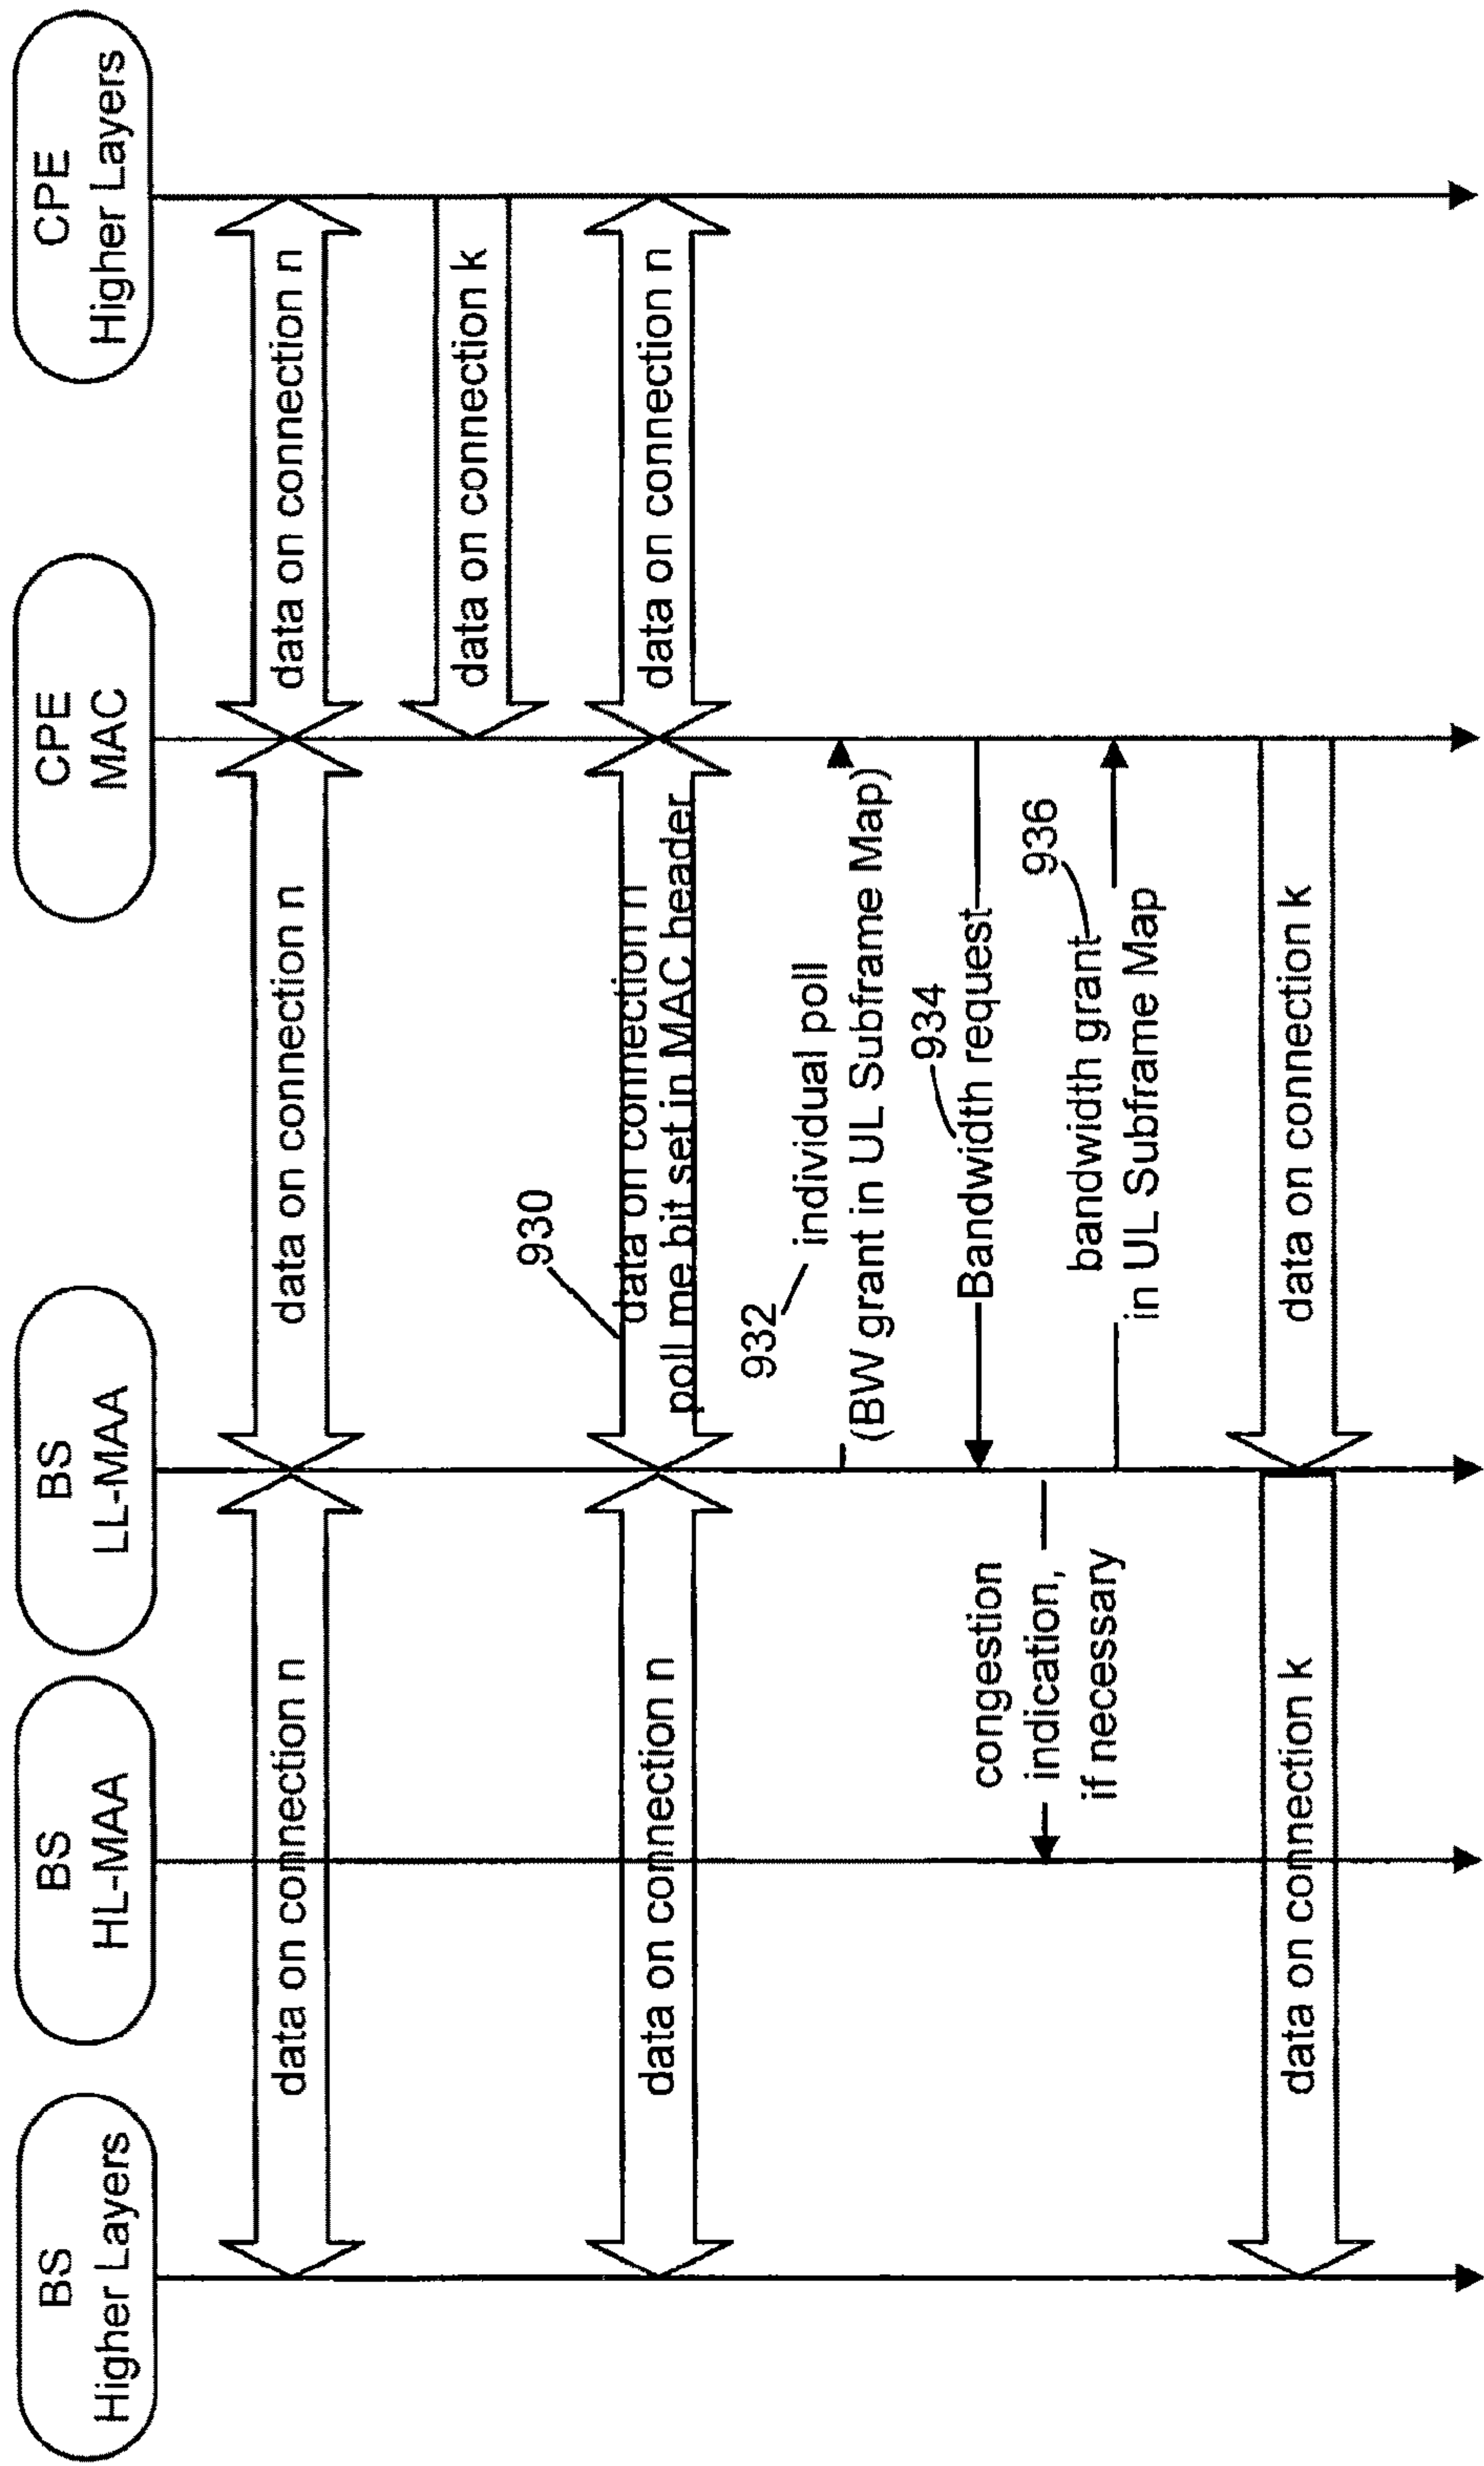 BS
Higher Layers
BS
HL-MAA
BS
LL-MAA
CPE
MAC
CPE
Higher Layers
data on connection n
data on connection n
data on connection n
data on connection k
930
data on connection n
data on connection n
poll me bit set in MAC header
data on connection n
932
individual poll
(BW grant in UL Subframe Map)
934
Bandwidth request
congestion
indication,
if necessary
936
bandwidth grant
in UL Subframe Map
data on connection k
data on connection k